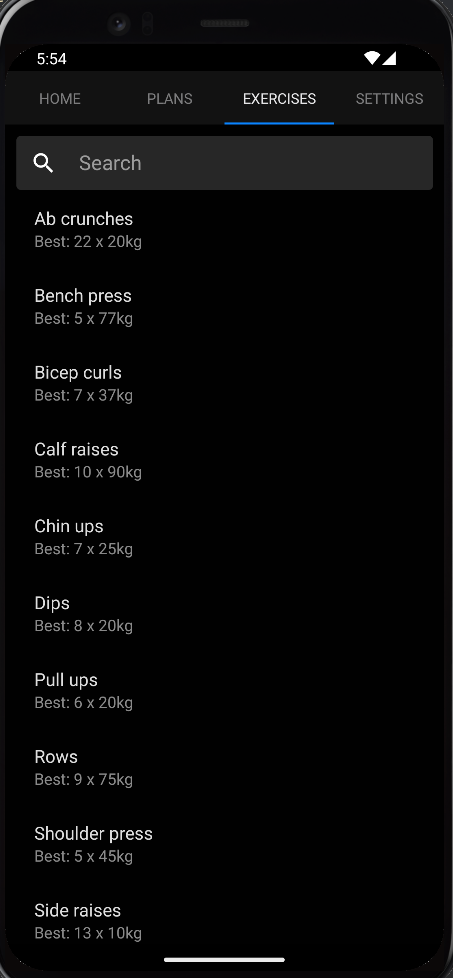 5:54
HOME PLANS EXERCISES SETTINGS
Search
Ab crunches
Best: 22 x 20kg
Bench press
Best: 5 x 77kg
Bicep curls
Best: 7 x 37kg
Calf raises
Best: 10 x 90kg
Chin ups
Best: 7 x 25kg
Dips
Best: 8 x 20kg
Pull ups
Best: 6 x 20kg
Rows
Best: 9 x 75kg
Shoulder press
Best: 5 x 45kg
Side raises
Best: 13 x 10kg